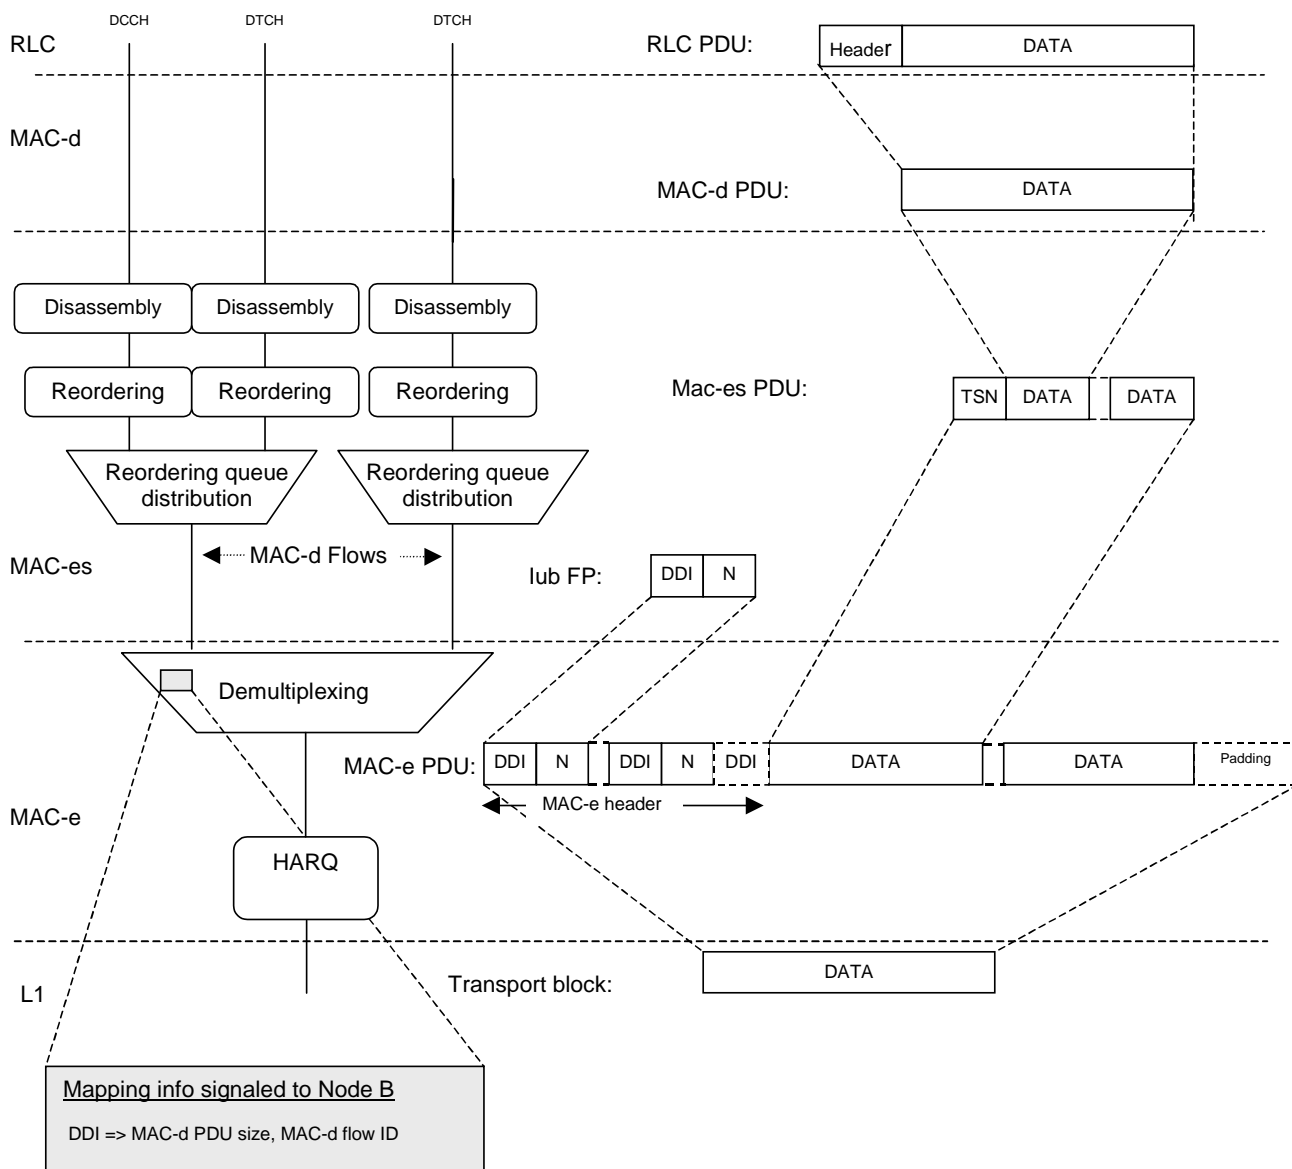 DCCH DTCH DTCH
RLC RLC PDU: Header DATA
MAC-d
MAC-d PDU: DATA
Disassembly Disassembly Disassembly
Reordering Reordering Reordering
Mac-es PDU: TSN DATA DATA
Reordering queue distribution
Reordering queue distribution
MAC-d Flows
MAC-es
Iub FP: DDI N
Demultiplexing
MAC-e PDU: DDI N DDI N DDI DATA DATA Padding
MAC-e header
MAC-e
HARQ
L1
Transport block: DATA
Mapping info signaled to Node B
DDI => MAC-d PDU size, MAC-d flow ID